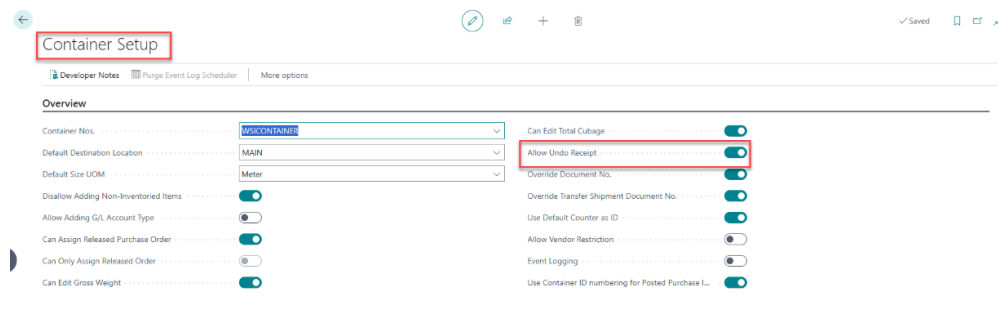 Saved
Container Setup
Developer Notes Purge Event Log Scheduler More options
Overview
Container Nos. WSICONTAINER
Default Destination Location MAIN
Default Size UOM Meter
Disallow Adding Non-Inventoried Items
Allow Adding G/L Account Type
Can Assign Released Purchase Order
Can Only Assign Released Order
Can Edit Gross Weight
Can Edit Total Cubage
Allow Undo Receipt
Override Document No.
Override Transfer Shipment Document No.
Use Default Counter as ID
Allow Vendor Restriction
Event Logging
Use Container ID numbering for Posted Purchase I...